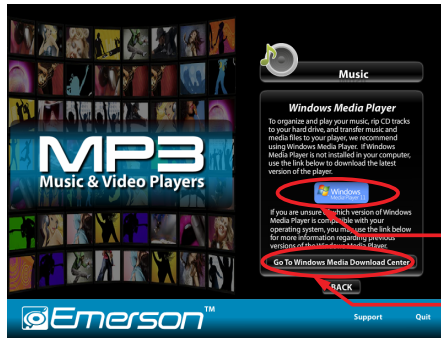 Music
Windows Media Player
To organize and play your music, rip CD tracks
to your hard drive, and transfer music and
media files to your player, we recommend
using Windows Media Player. If Windows
Media Player is not installed in your computer,
use the link below to download the latest
version of the player.
Windows
Media Player 11
If you are unsure of which version of Windows
Media Player is compatible with your
operating system, you may use the link below
for more information regarding previous
versions of the Windows Media Player.
Go To Windows Media Download Center
BACK
MP3
Music & Video Players
Emerson™
Support Quit